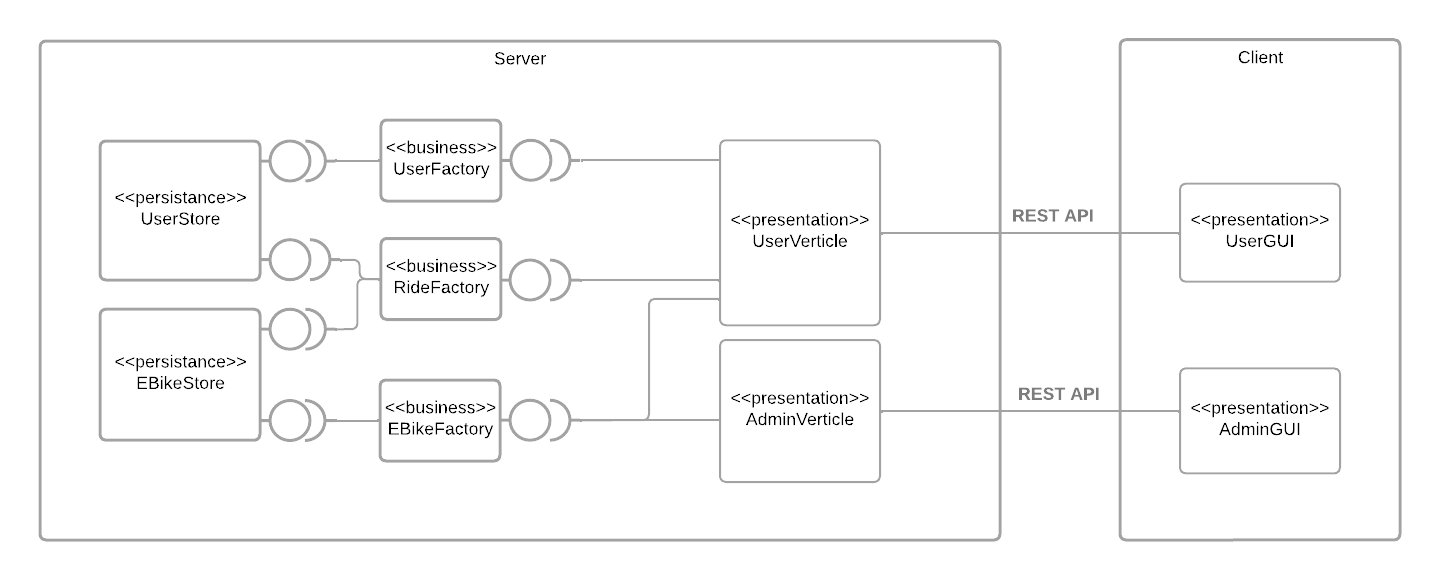 Server
Client
<<persistance>>
UserStore
<<persistance>>
EBikeStore
<<business>>
UserFactory
<<business>>
RideFactory
<<business>>
EBikeFactory
<<presentation>>
UserVerticle
<<presentation>>
AdminVerticle
REST API
REST API
<<presentation>>
UserGUI
<<presentation>>
AdminGUI